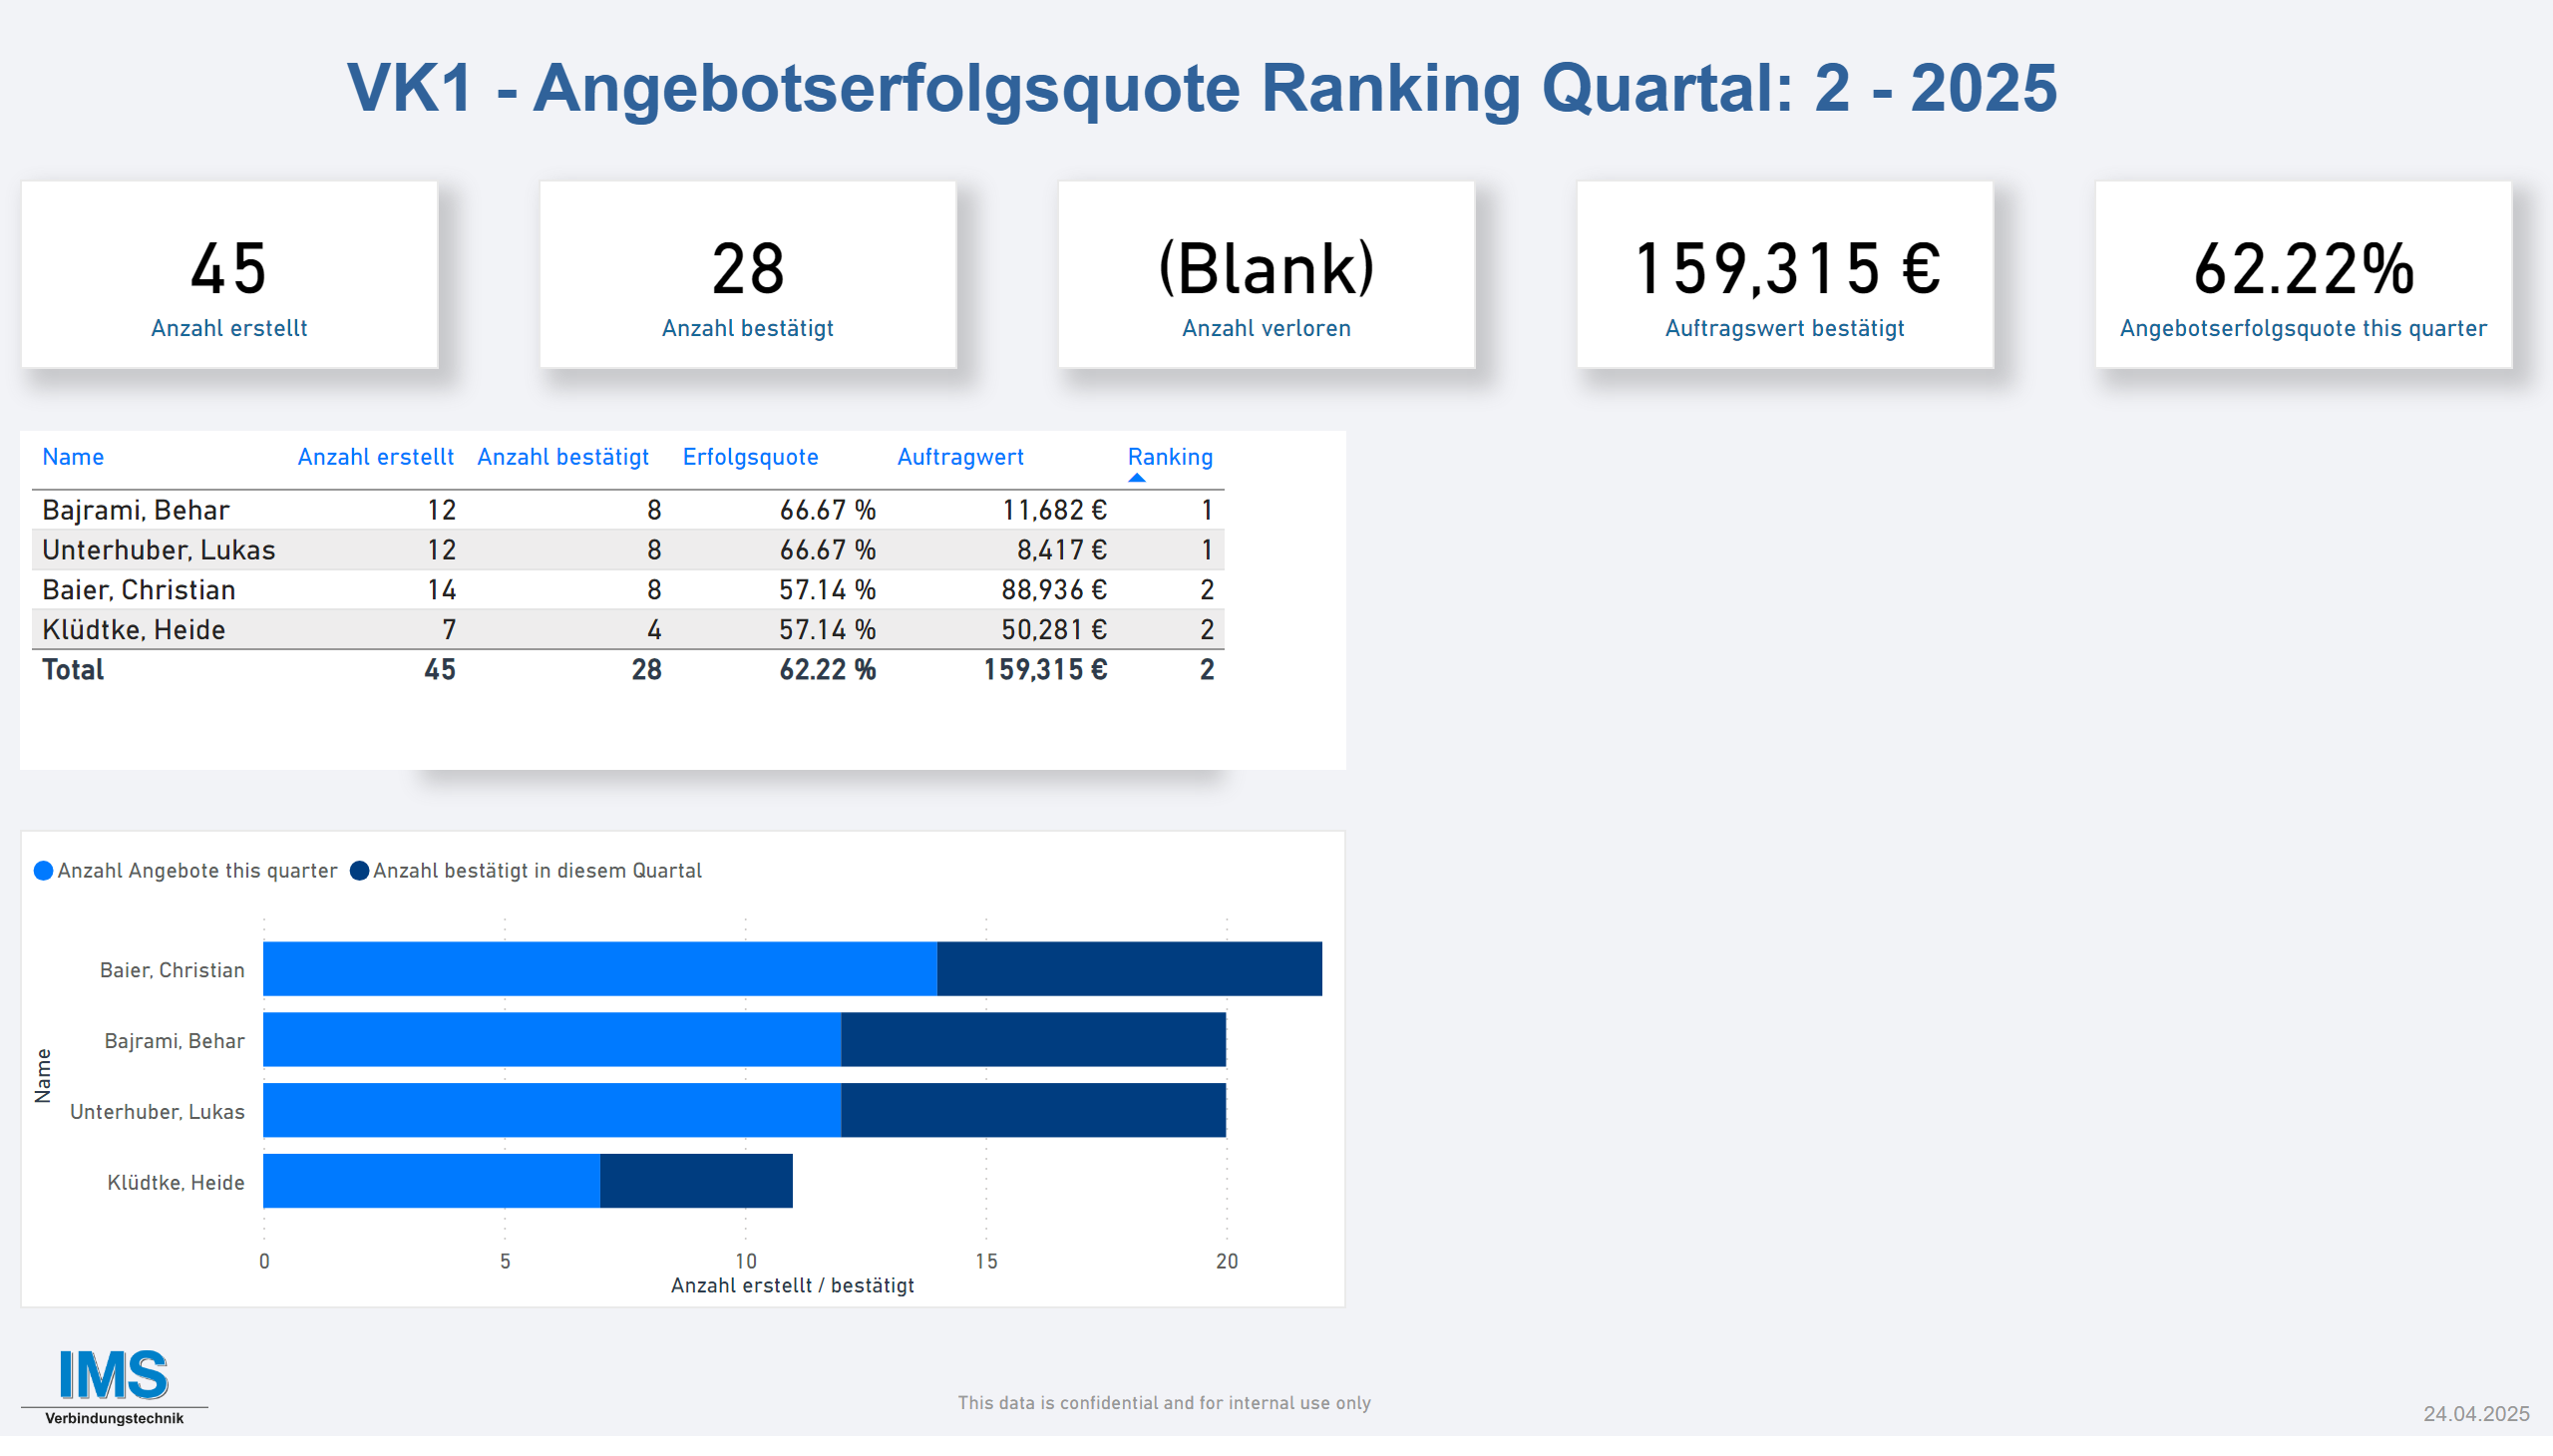 VK1 - Angebotserfolgsquote Ranking Quartal: 2 - 2025
45
Anzahl erstellt
28
Anzahl bestätigt
(Blank)
Anzahl verloren
159,315 €
Auftragswert bestätigt
62.22%
Angebotserfolgsquote this quarter
Name Anzahl erstellt Anzahl bestätigt Erfolgsquote Auftragwert Ranking
Bajrami, Behar 12 8 66.67 % 11,682 € 1
Unterhuber, Lukas 12 8 66.67 % 8,417 € 1
Baier, Christian 14 8 57.14 % 88,936 € 2
Klüdtke, Heide 7 4 57.14 % 50,281 € 2
Total 45 28 62.22 % 159,315 € 2
Anzahl Angebote this quarter Anzahl bestätigt in diesem Quartal
Name
Baier, Christian
Bajrami, Behar
Unterhuber, Lukas
Klüdtke, Heide
0 5 10 15 20
Anzahl erstellt / bestätigt
IMS
Verbindungstechnik
This data is confidential and for internal use only
24.04.2025